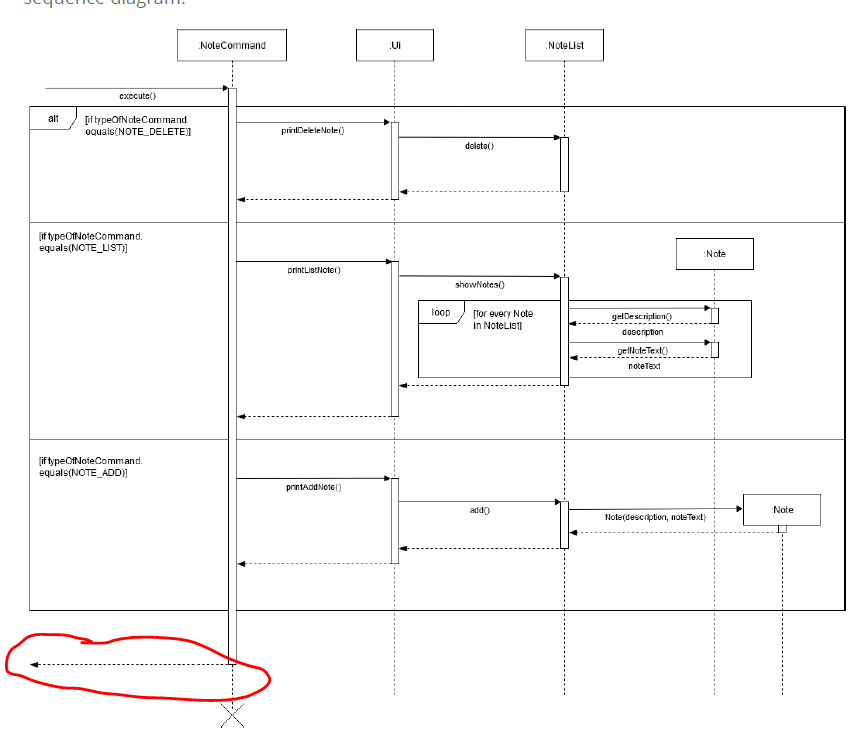 sequence diagram.
:NoteCommand
:Ui
:NoteList
execute()
alt
[if typeOfNoteCommand.
equals(NOTE_DELETE)]
printDeleteNote()
delete()
[if typeOfNoteCommand.
equals(NOTE_LIST)]
:Note
printListNote()
showNotes()
loop
[for every Note
in NoteList]
getDescription()
description
getNoteText()
noteText
[if typeOfNoteCommand.
equals(NOTE_ADD)]
printAddNote()
add()
Note(description, noteText)
:Note